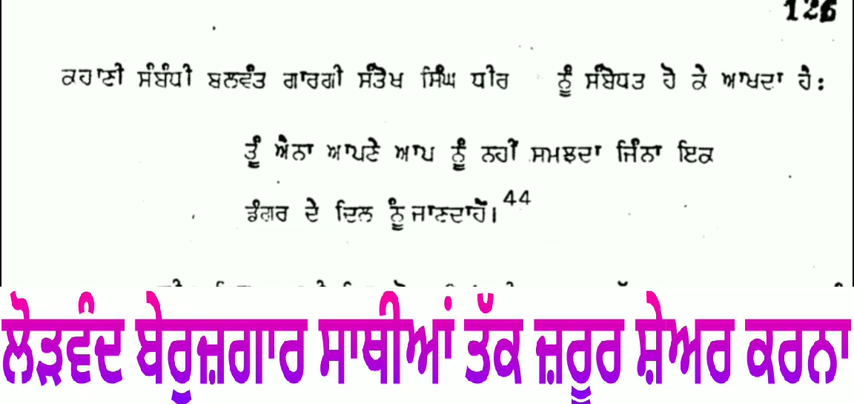 126
ਕਹਾਣੀ ਸੰਬੰਧੀ ਬਲਵੰਤ ਗਾਰਗੀ ਸੰਤੋਖ ਸਿੰਘ ਧੀਰ ਨੂੰ ਸੰਬੋਧਤ ਹੋ ਕੇ ਆਖਦਾ ਹੈ:
ਤੂੰ ਐਨਾ ਆਪਣੇ ਆਪ ਨੂੰ ਨਹੀਂ ਸਮਝਦਾ ਜਿੰਨਾ ਇਕ
ਡੰਗਰ ਦੇ ਦਿਲ ਨੂੰ ਜਾਣਦਾਹੈਂ।44
ਲੋੜਵੰਦ ਬੇਰੁਜ਼ਗਾਰ ਸਾਥੀਆਂ ਤੱਕ ਜ਼ਰੂਰ ਸ਼ੇਅਰ ਕਰਨਾ